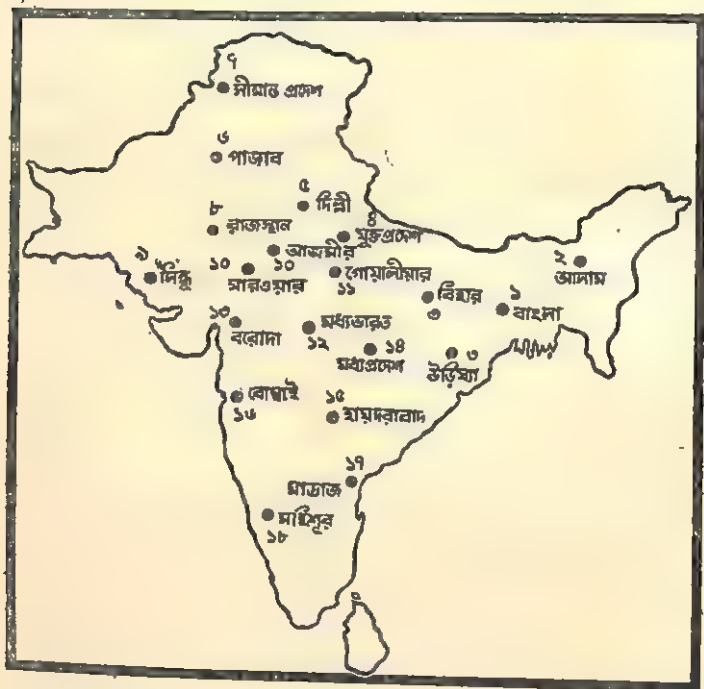 ৭
সীমান্ত প্রদেশ
৬
পাঞ্জাব
৫
দিল্লী
৮
রাজস্থান
৪
যুক্তপ্রদেশ
আজমীর
১০
৯
সিন্ধু
১০
মারওয়ার
গোয়ালীয়ার
১১
২
আসাম
বিহার
৩
১
বাংলা
১৩
বরোদা
মধ্যভারত
১২
১৪
মধ্যপ্রদেশ
৩
উড়িষ্যা
বোম্বাই
১৬
১৫
হায়দরাবাদ
১৭
মাদ্রাজ
মহিশূর
১৮